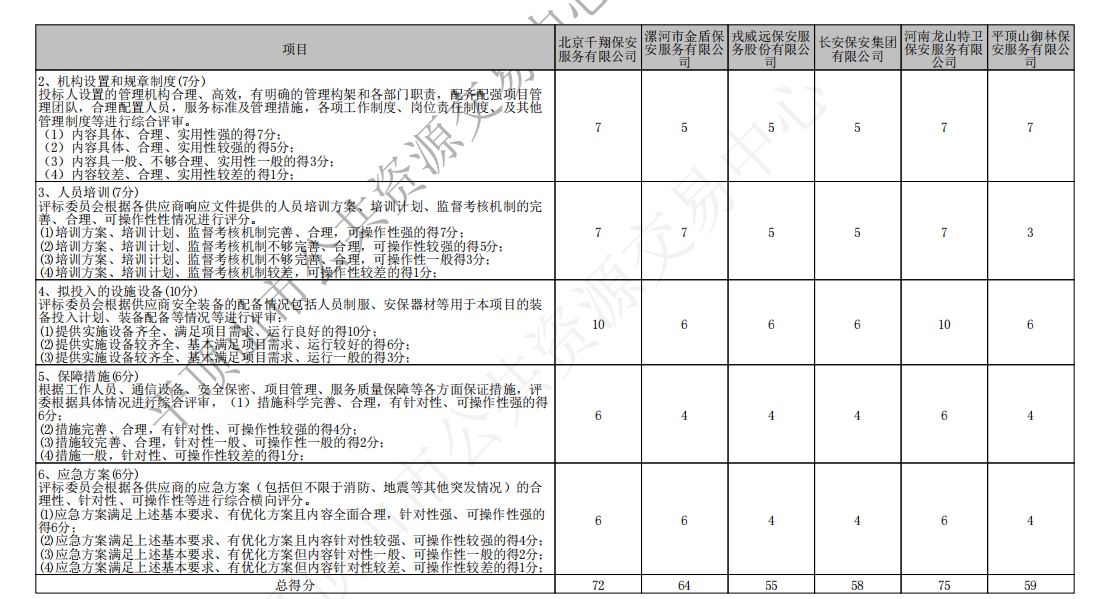 项目
北京千翔保安
服务有限公司
漯河市金盾保
安服务有限公
司
戎威远保安服
务股份有限公
司
长安保安集团
有限公司
河南龙山特卫
保安服务有限
公司
平顶山御林保
安服务有限公
司
2、机构设置和规章制度(7分)
投标人设置的管理机构合理、高效，有明确的管理构架和各部门职责，配齐配强项目管
理团队，合理配置人员，服务标准及管理措施，各项工作制度、岗位责任制度、及其他
管理制度等进行综合评审。
（1）内容具体、合理、实用性强的得7分；
（2）内容具体、合理、实用性较强的得5分；
（3）内容具一般、不够合理、实用性一般的得3分；
（4）内容较差、合理、实用性较差的得1分；
7 5 5 5 7 7
3、人员培训(7分)
评标委员会根据各供应商响应文件提供的人员培训方案、培训计划、监督考核机制的完
善、合理、可操作性性情况进行评分。
(1)培训方案、培训计划、监督考核机制完善、合理，可操作性强的得7分；
(2)培训方案、培训计划、监督考核机制不够完善、合理，可操作性较强的得5分；
(3)培训方案、培训计划、监督考核机制不够完善、合理，可操作性一般得3分；
(4)培训方案、培训计划、监督考核机制较差，可操作性较差的得1分；
7 7 5 5 7 3
4、拟投入的设施设备(10分)
评标委员会根据供应商安全装备的配备情况包括人员制服、安保器材等用于本项目的装
备投入计划、装备配备等情况等进行评审：
(1)提供实施设备齐全、满足项目需求、运行良好的得10分；
(2)提供实施设备较齐全、基本满足项目需求、运行较好的得6分；
(3)提供实施设备较齐全、基本满足项目需求、运行一般的得3分；
10 6 6 6 10 6
5、保障措施(6分)
根据工作人员、通信设备、安全保密、项目管理、服务质量保障等各方面保证措施，评
委根据具体情况进行综合评审，（1）措施科学完善、合理，有针对性、可操作性强的得
6分；
(2)措施完善、合理，有针对性、可操作性较强的得4分；
(3)措施较完善、合理，针对性一般、可操作性一般的得2分；
(4)措施一般，针对性、可操作性较差的得1分；
6 4 4 4 6 4
6、应急方案(6分)
评标委员会根据各供应商的应急方案（包括但不限于消防、地震等其他突发情况）的合
理性、针对性、可操作性等进行综合横向评分。
(1)应急方案满足上述基本要求、有优化方案且内容全面合理，针对性强、可操作性强的
得6分；
(2)应急方案满足上述基本要求、有优化方案且内容针对性较强、可操作性较强的得4分；
(3)应急方案满足上述基本要求、有优化方案但内容针对性一般、可操作性一般的得2分；
(4)应急方案满足上述基本要求、有优化方案但内容针对性较差、可操作性较差的得1分；
6 6 4 4 6 4
总得分 72 64 55 58 75 59
平顶山市公共资源交易中心
平顶山市公共资源交易中心